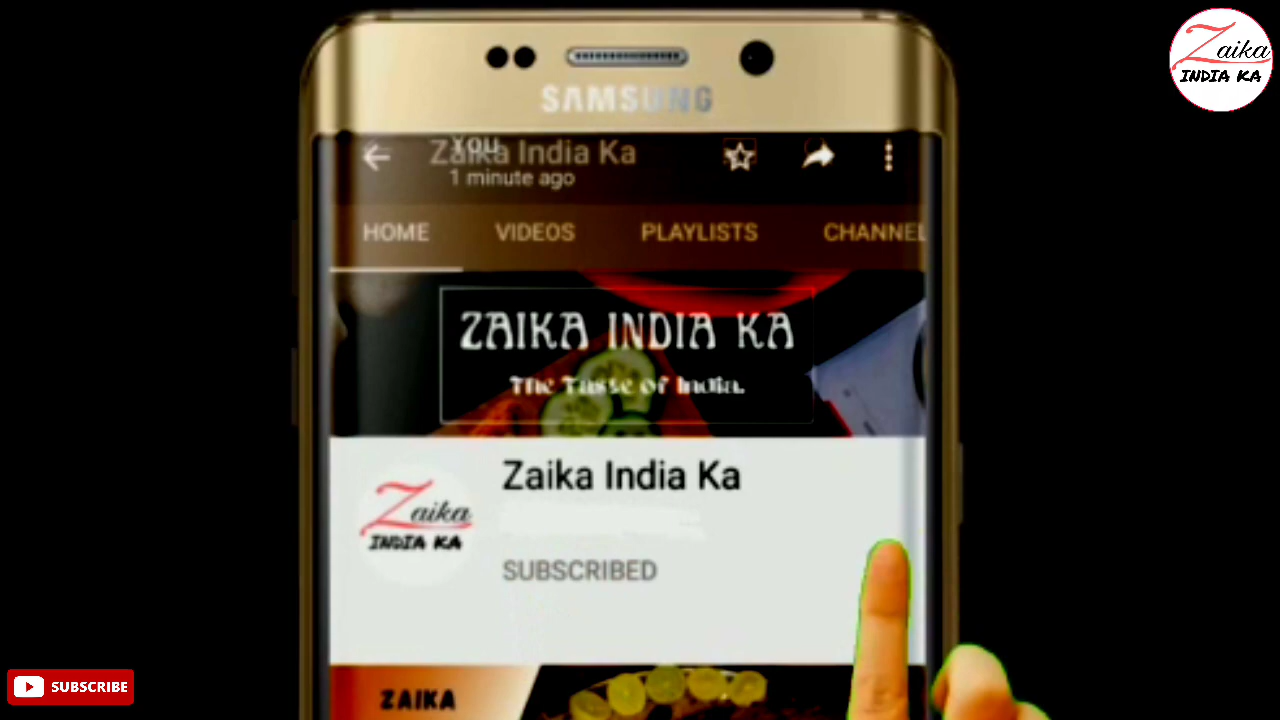 Zaika
INDIA KA
SAMSUNG
You
Zaika India Ka
1 minute ago
HOME VIDEOS PLAYLISTS CHANNEL
ZAIKA INDIA KA
The Taste of India.
Zaika India Ka
Zaika
INDIA KA
SUBSCRIBED
SUBSCRIBE
ZAIKA